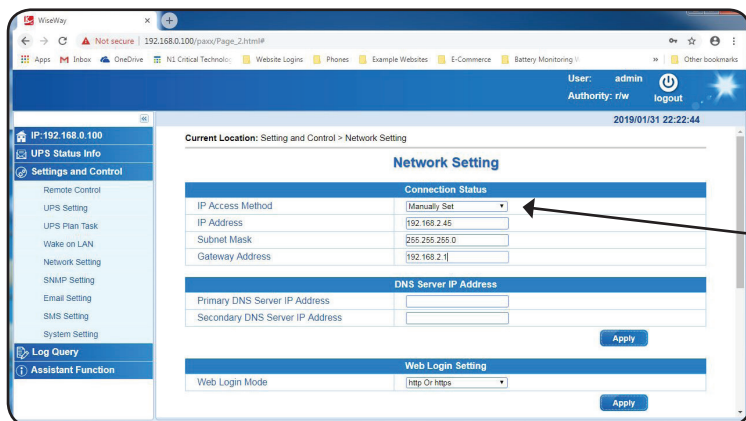 WiseWay
Not secure | 192.168.0.100/paxx/Page_2.html#
Apps Inbox OneDrive N1 Critical Technolo Website Logins Phones Example Websites E-Commerce Battery Monitoring Other bookmarks
User: admin
Authority: r/w logout
2019/01/31 22:22:44
IP:192.168.0.100
UPS Status Info
Settings and Control
Remote Control
UPS Setting
UPS Plan Task
Wake on LAN
Network Setting
SNMP Setting
Email Setting
SMS Setting
System Setting
Log Query
Assistant Function
Current Location: Setting and Control > Network Setting
Network Setting
Connection Status
IP Access Method Manually Set
IP Address 192.168.2.45
Subnet Mask 255.255.255.0
Gateway Address 192.168.2.1
DNS Server IP Address
Primary DNS Server IP Address
Secondary DNS Server IP Address
Apply
Web Login Setting
Web Login Mode http Or https
Apply